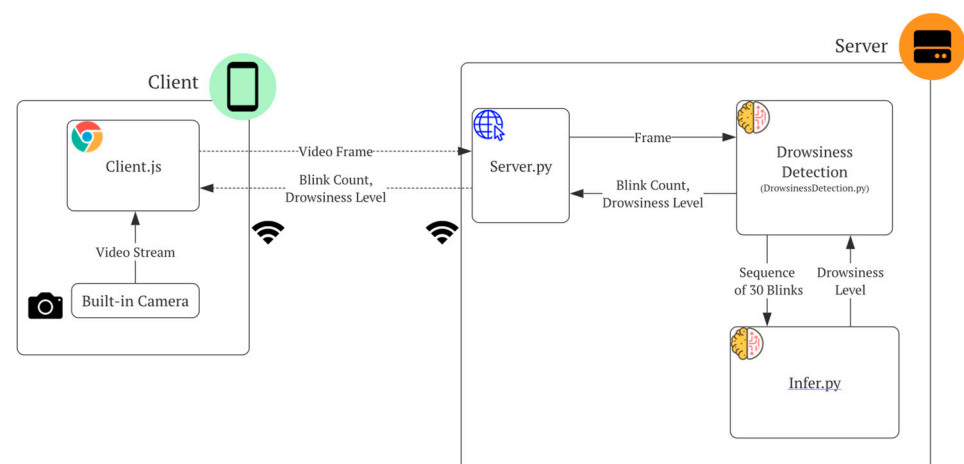 Server
Client
Client.js
Video Frame
Blink Count,
Drowsiness Level
Video Stream
Built-in Camera
Server.py
Frame
Blink Count,
Drowsiness Level
Drowsiness
Detection
(DrowsinessDetection.py)
Sequence
of 30 Blinks
Drowsiness
Level
Infer.py